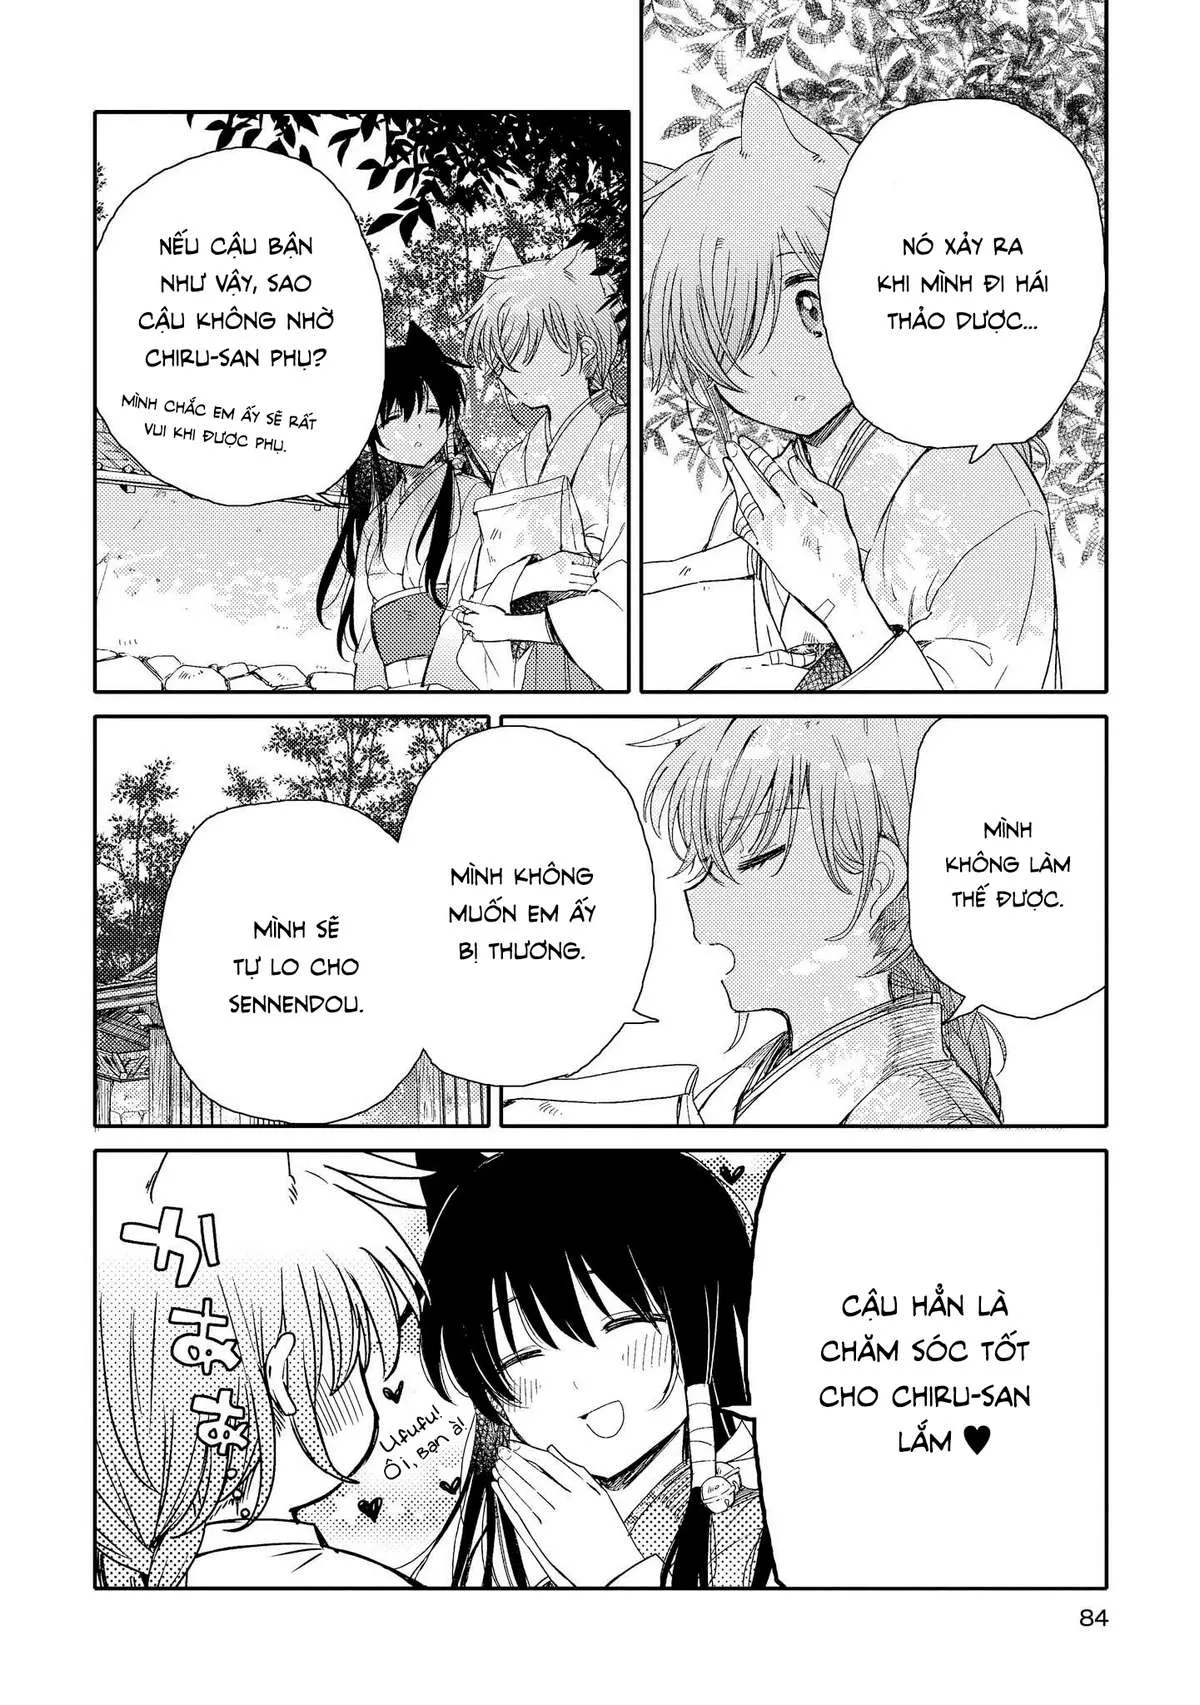 NÓ XẢY RA
KHI MÌNH ĐI HÁI
THẢO DƯỢC...
NẾU CẬU BẬN
NHƯ VẬY, SAO
CẬU KHÔNG NHỜ
CHIRU-SAN PHỤ?
MÌNH CHẮC EM ẤY SẼ RẤT
VUI KHI ĐƯỢC PHỤ.
MÌNH
KHÔNG LÀM
THẾ ĐƯỢC.
MÌNH KHÔNG
MUỐN EM ẤY
BỊ THƯƠNG.
MÌNH SẼ
TỰ LO CHO
SENNENDOU.
CẬU HẲN LÀ
CHĂM SÓC TỐT
CHO CHIRU-SAN
LẮM ♥
Ufufu!
Ôi, bạn à!
ナ
ま
あ…
84